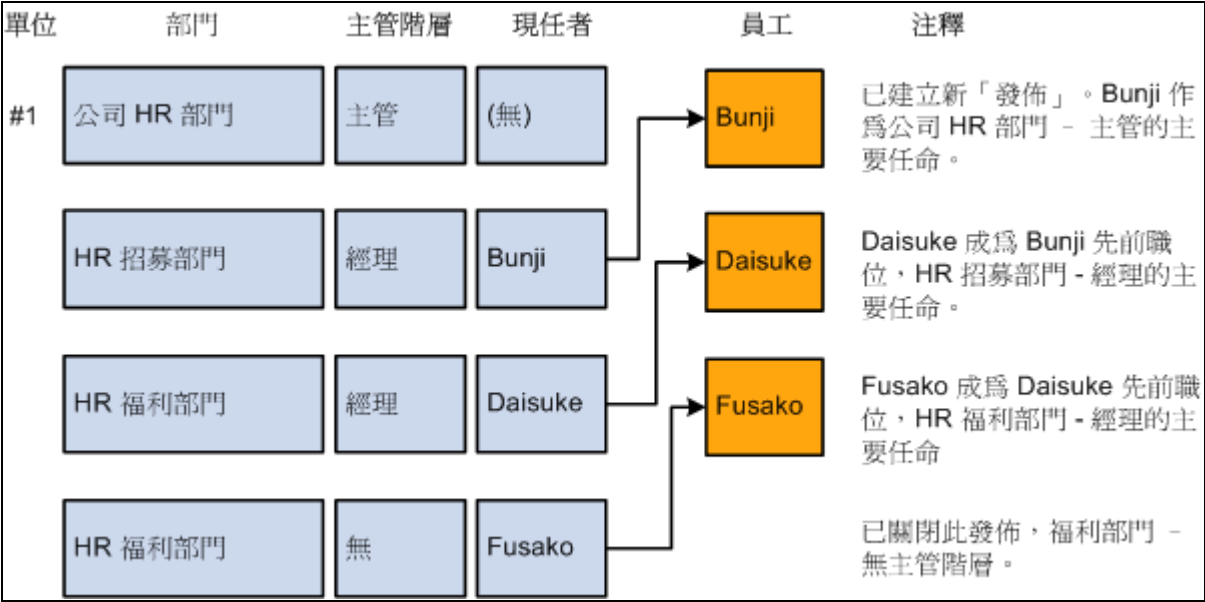 單位 部門 主管階層 現任者 員工 注釋
#1 公司 HR 部門 主管 (無) Bunji
已建立新「發佈」。Bunji 作
爲公司 HR 部門 － 主管的主
要任命。
HR 招募部門 經理 Bunji Daisuke
Daisuke 成爲 Bunji 先前職
位，HR 招募部門 - 經理的主
要任命。
HR 福利部門 經理 Daisuke Fusako
Fusako 成爲 Daisuke 先前職
位，HR 福利部門 - 經理的主
要任命
HR 福利部門 無 Fusako
已關閉此發佈，福利部門 －
無主管階層。